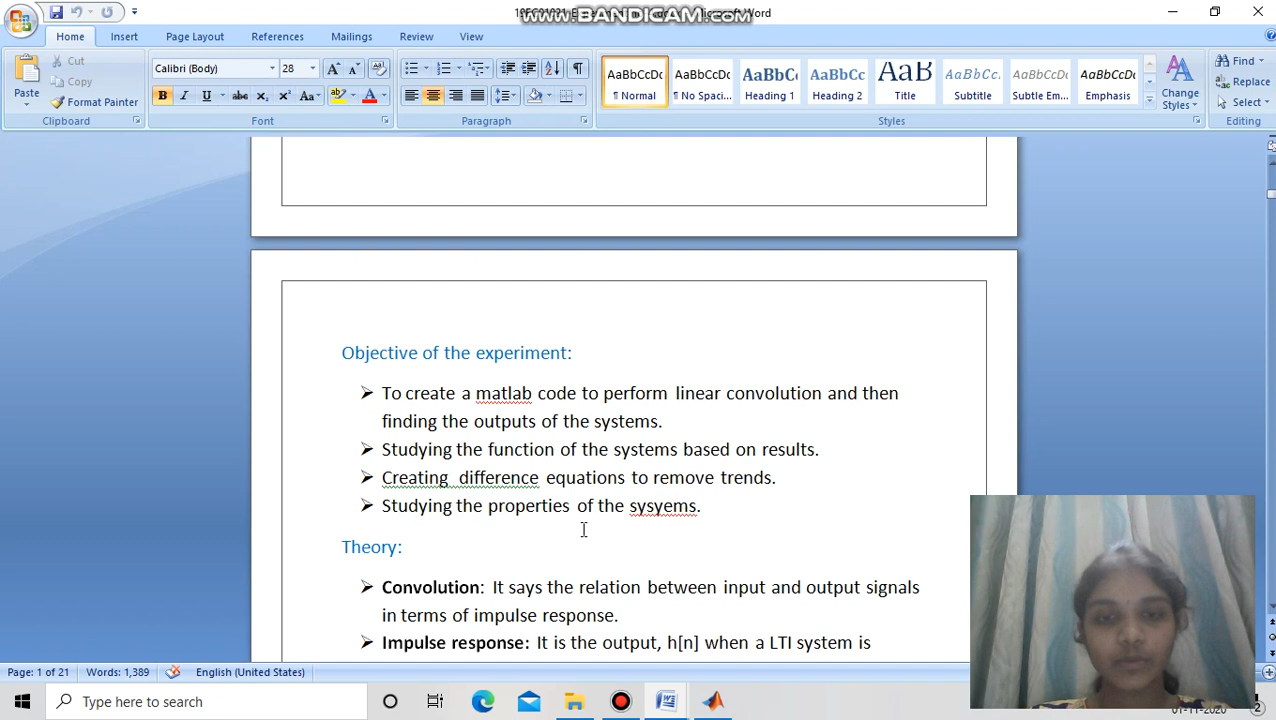 www.BANDICAM.com
Microsoft Word
Home Insert Page Layout References Mailings Review View
Paste
Cut
Copy
Format Painter
Clipboard
Calibri (Body) 28
Font
Paragraph
AaBbCcDc AaBbCcDc AaBbC AaBbCc AaB AaBbCc. AaBbCcDc AaBbCcDc
¶ Normal ¶ No Spaci... Heading 1 Heading 2 Title Subtitle Subtle Em... Emphasis
Change Styles
Styles
Find
Replace
Select
Editing
Objective of the experiment:
➢ To create a matlab code to perform linear convolution and then
finding the outputs of the systems.
➢ Studying the function of the systems based on results.
➢ Creating difference equations to remove trends.
➢ Studying the properties of the sysyems.
Theory:
➢ Convolution: It says the relation between input and output signals
in terms of impulse response.
➢ Impulse response: It is the output, h[n] when a LTI system is
Page: 1 of 21 Words: 1,389 English (United States)
Type here to search
01-11-2020